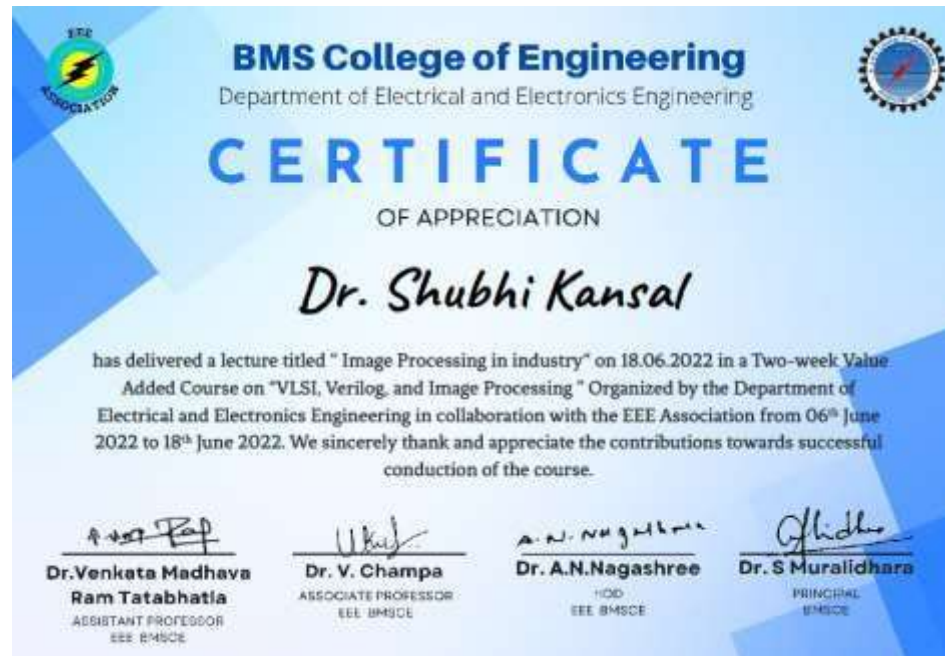 EEE
ASSOCIATION
BMS College of Engineering
Department of Electrical and Electronics Engineering
CERTIFICATE
OF APPRECIATION
Dr. Shubhi Kansal
has delivered a lecture titled " Image Processing in industry" on 18.06.2022 in a Two-week Value
Added Course on "VLSI, Verilog, and Image Processing " Organized by the Department of
Electrical and Electronics Engineering in collaboration with the EEE Association from 06th June
2022 to 18th June 2022. We sincerely thank and appreciate the contributions towards successful
conduction of the course.
A.N. Nagashree
Dr.Venkata Madhava
Ram Tatabhatla
ASSISTANT PROFESSOR
EEE BMSCE
Dr. V. Champa
ASSOCIATE PROFESSOR
EEE BMSCE
Dr. A.N.Nagashree
HOD
EEE BMSCE
Dr. S Muralidhara
PRINCIPAL
BMSCE